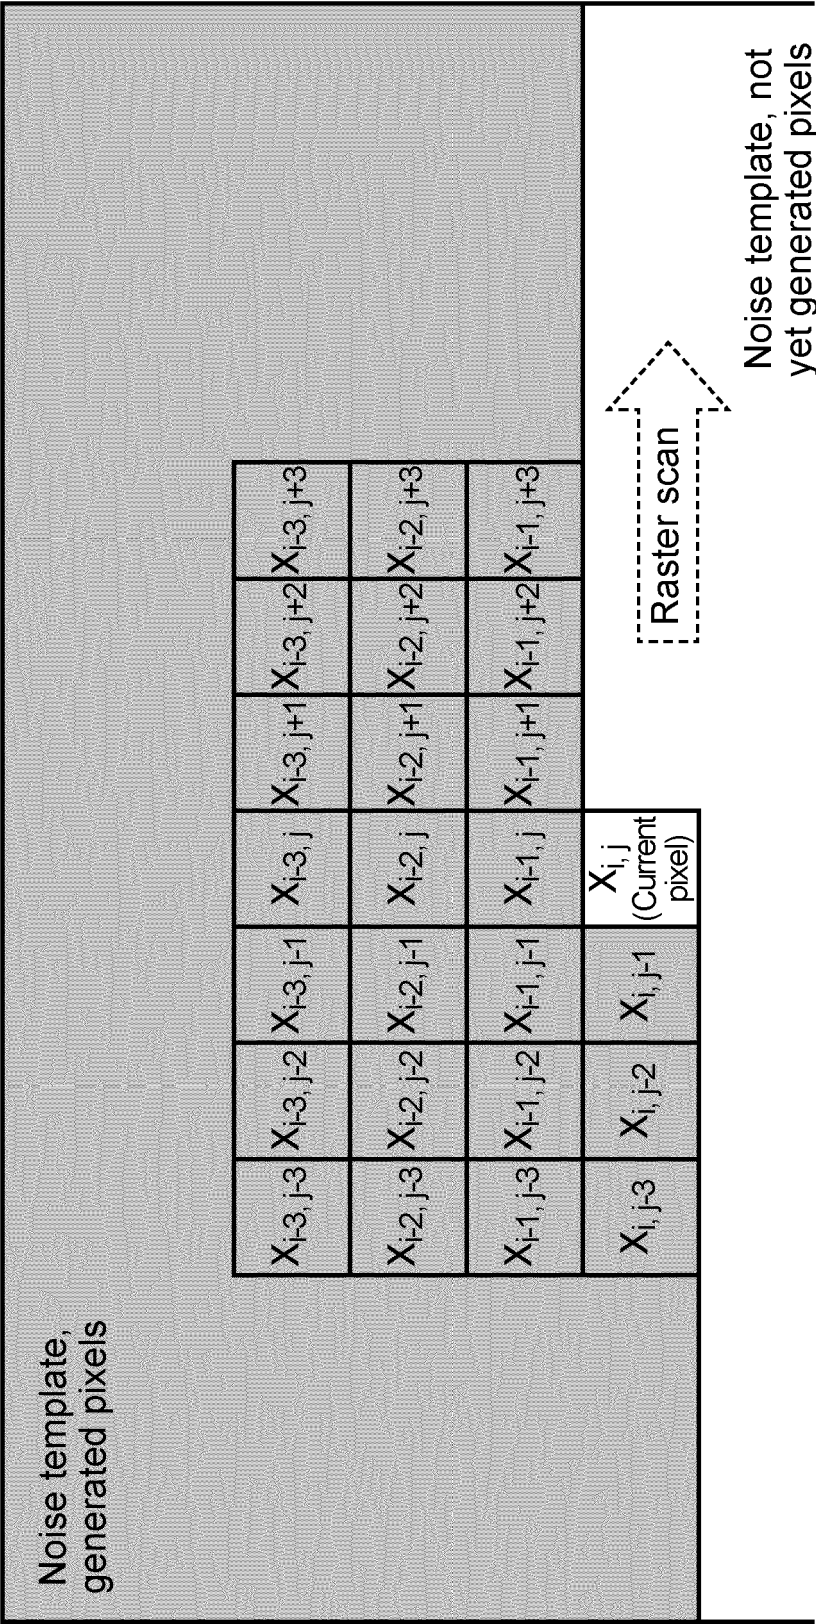 Noise template,
generated pixels
Xi-3, j-3 Xi-3, j-2 Xi-3, j-1 Xi-3, j Xi-3, j+1 Xi-3, j+2 Xi-3, j+3
Xi-2, j-3 Xi-2, j-2 Xi-2, j-1 Xi-2, j Xi-2, j+1 Xi-2, j+2 Xi-2, j+3
Xi-1, j-3 Xi-1, j-2 Xi-1, j-1 Xi-1, j Xi-1, j+1 Xi-1, j+2 Xi-1, j+3
Xi, j-3 Xi, j-2 Xi, j-1 Xi, j
(Current
pixel)
Raster scan
Noise template, not
yet generated pixels